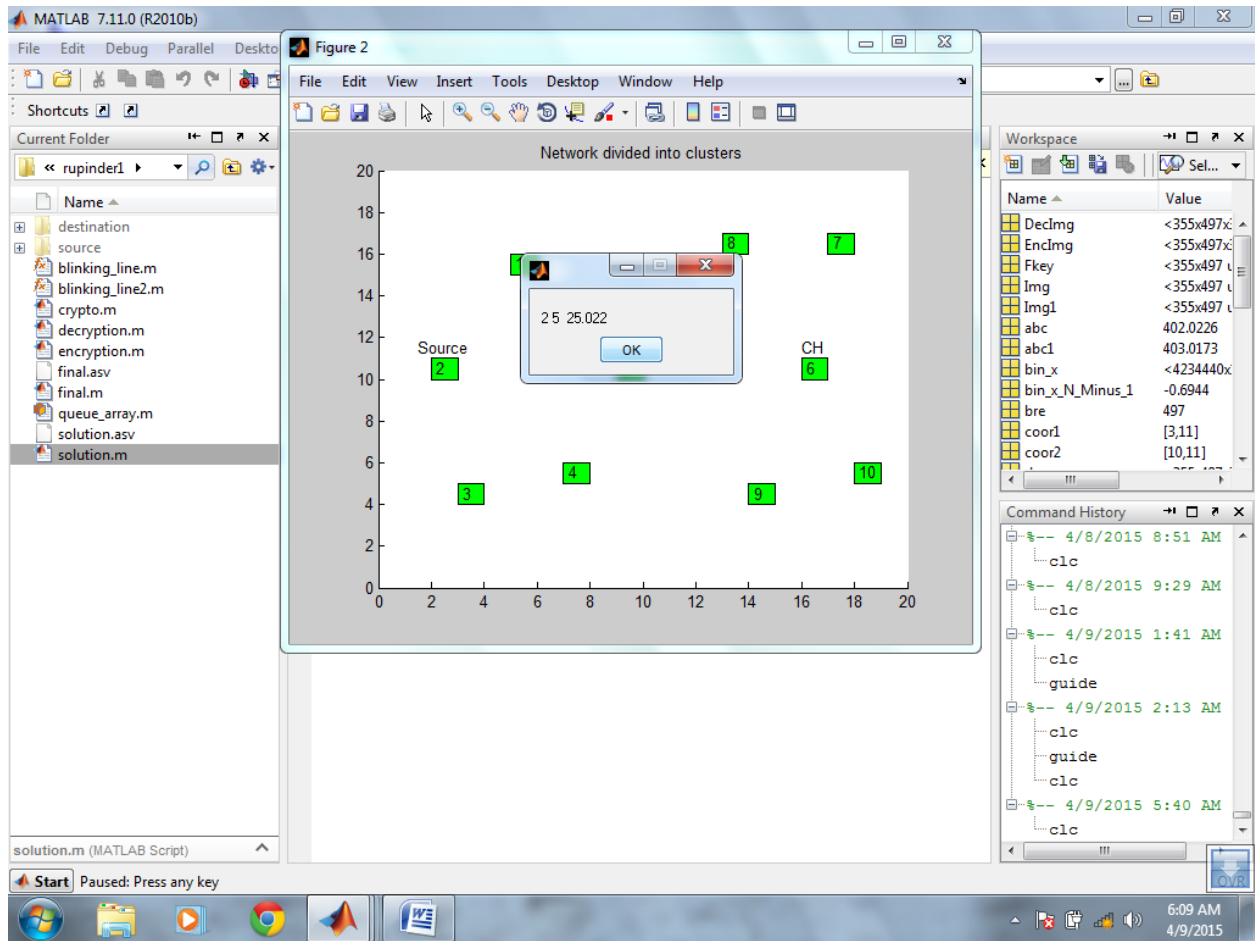 MATLAB 7.11.0 (R2010b)
File Edit Debug Parallel Deskto
Shortcuts
Current Folder
« rupinder1
Name
destination
source
blinking_line.m
blinking_line2.m
crypto.m
decryption.m
encryption.m
final.asv
final.m
queue_array.m
solution.asv
solution.m
solution.m (MATLAB Script)
Figure 2
File Edit View Insert Tools Desktop Window Help
Network divided into clusters
20
18
16
14
12
10
8
6
4
2
0
0 2 4 6 8 10 12 14 16 18 20
8
7
1
Source
2
CH
6
4
10
3
9
2 5 25.022
OK
Workspace
Sel...
Name Value
DecImg <355x497x
EncImg <355x497x
Fkey <355x497 u
Img <355x497 u
Img1 <355x497 u
abc 402.0226
abc1 403.0173
bin_x <4234440x
bin_x_N_Minus_1 -0.6944
bre 497
coor1 [3,11]
coor2 [10,11]
Command History
%-- 4/8/2015 8:51 AM
clc
%-- 4/8/2015 9:29 AM
clc
%-- 4/9/2015 1:41 AM
clc
guide
%-- 4/9/2015 2:13 AM
clc
guide
clc
%-- 4/9/2015 5:40 AM
clc
Start Paused: Press any key
OVR
6:09 AM
4/9/2015